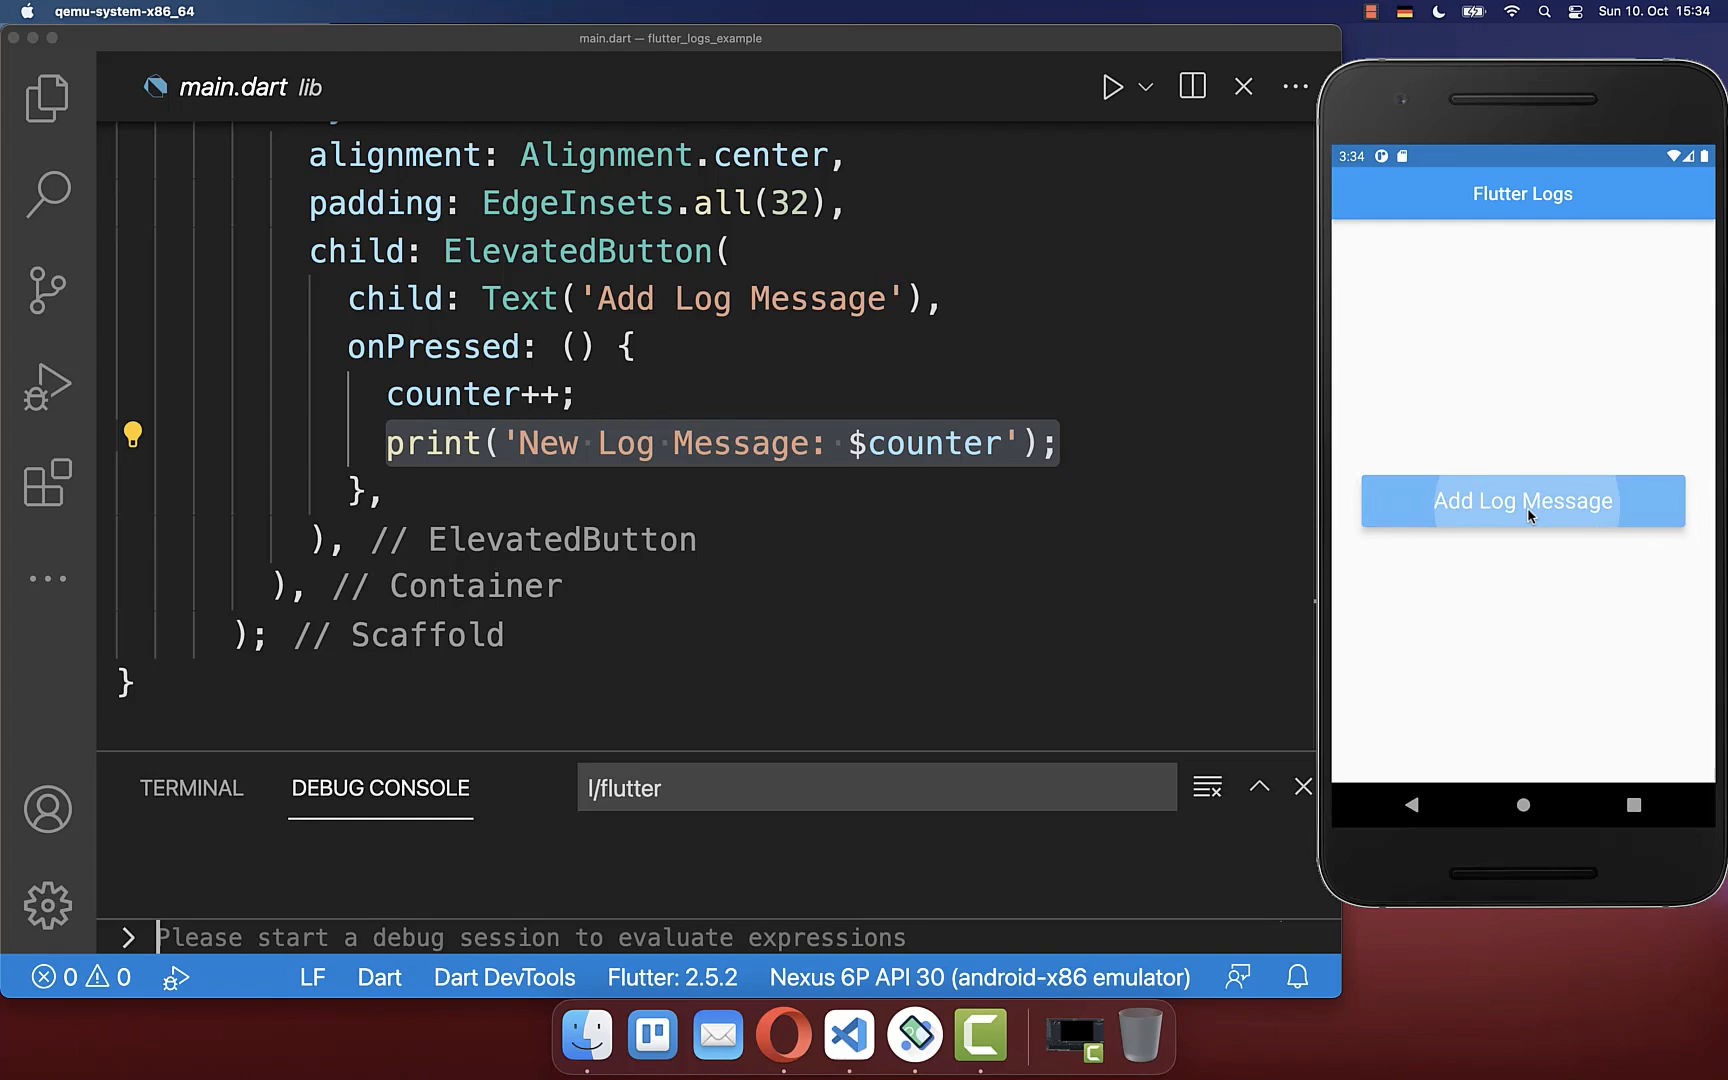 qemu-system-x86_64
Sun 10. Oct 15:34
main.dart — flutter_logs_example
main.dart lib
alignment: Alignment.center,
padding: EdgeInsets.all(32),
child: ElevatedButton(
child: Text('Add Log Message'),
onPressed: () {
counter++;
print('New Log Message: $counter');
},
), // ElevatedButton
), // Container
); // Scaffold
}
TERMINAL
DEBUG CONSOLE
I/flutter
Please start a debug session to evaluate expressions
0 0
LF
Dart
Dart DevTools
Flutter: 2.5.2
Nexus 6P API 30 (android-x86 emulator)
3:34
Flutter Logs
Add Log Message